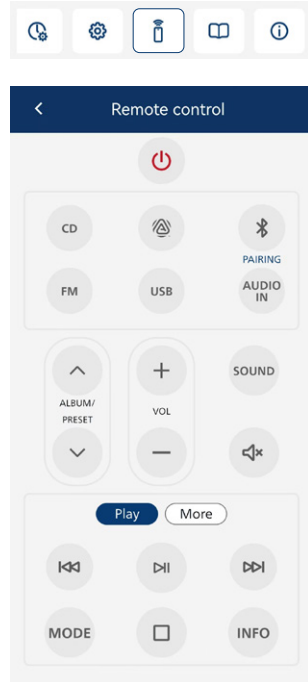 Remote control
CD
PAIRING
FM
USB
AUDIO
IN
ALBUM/
PRESET
VOL
SOUND
Play
More
MODE
INFO